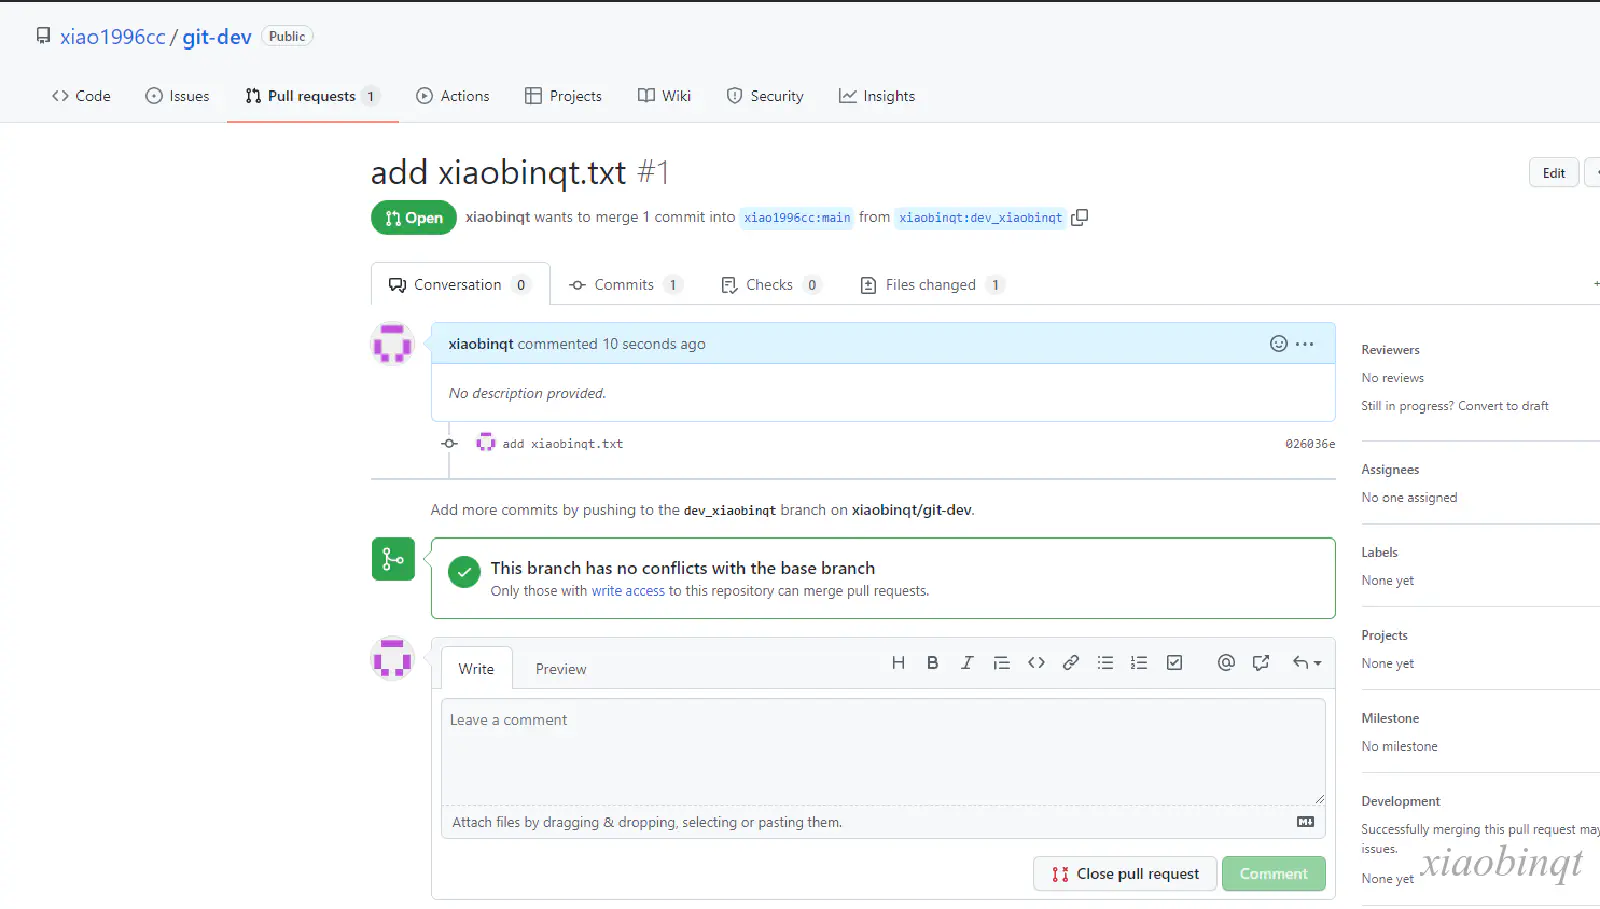 xiao1996cc / git-dev Public
Code Issues Pull requests 1 Actions Projects Wiki Security Insights
add xiaobinqt.txt #1
Edit
Open xiaobinqt wants to merge 1 commit into xiao1996cc:main from xiaobinqt:dev_xiaobinqt
Conversation 0 Commits 1 Checks 0 Files changed 1
xiaobinqt commented 10 seconds ago
No description provided.
add xiaobinqt.txt 026036e
Add more commits by pushing to the dev_xiaobinqt branch on xiaobinqt/git-dev.
This branch has no conflicts with the base branch
Only those with write access to this repository can merge pull requests.
Write Preview
Leave a comment
Attach files by dragging & dropping, selecting or pasting them.
Close pull request Comment
Reviewers
No reviews
Still in progress? Convert to draft
Assignees
No one assigned
Labels
None yet
Projects
None yet
Milestone
No milestone
Development
Successfully merging this pull request may
issues.
None yet
xiaobinqt